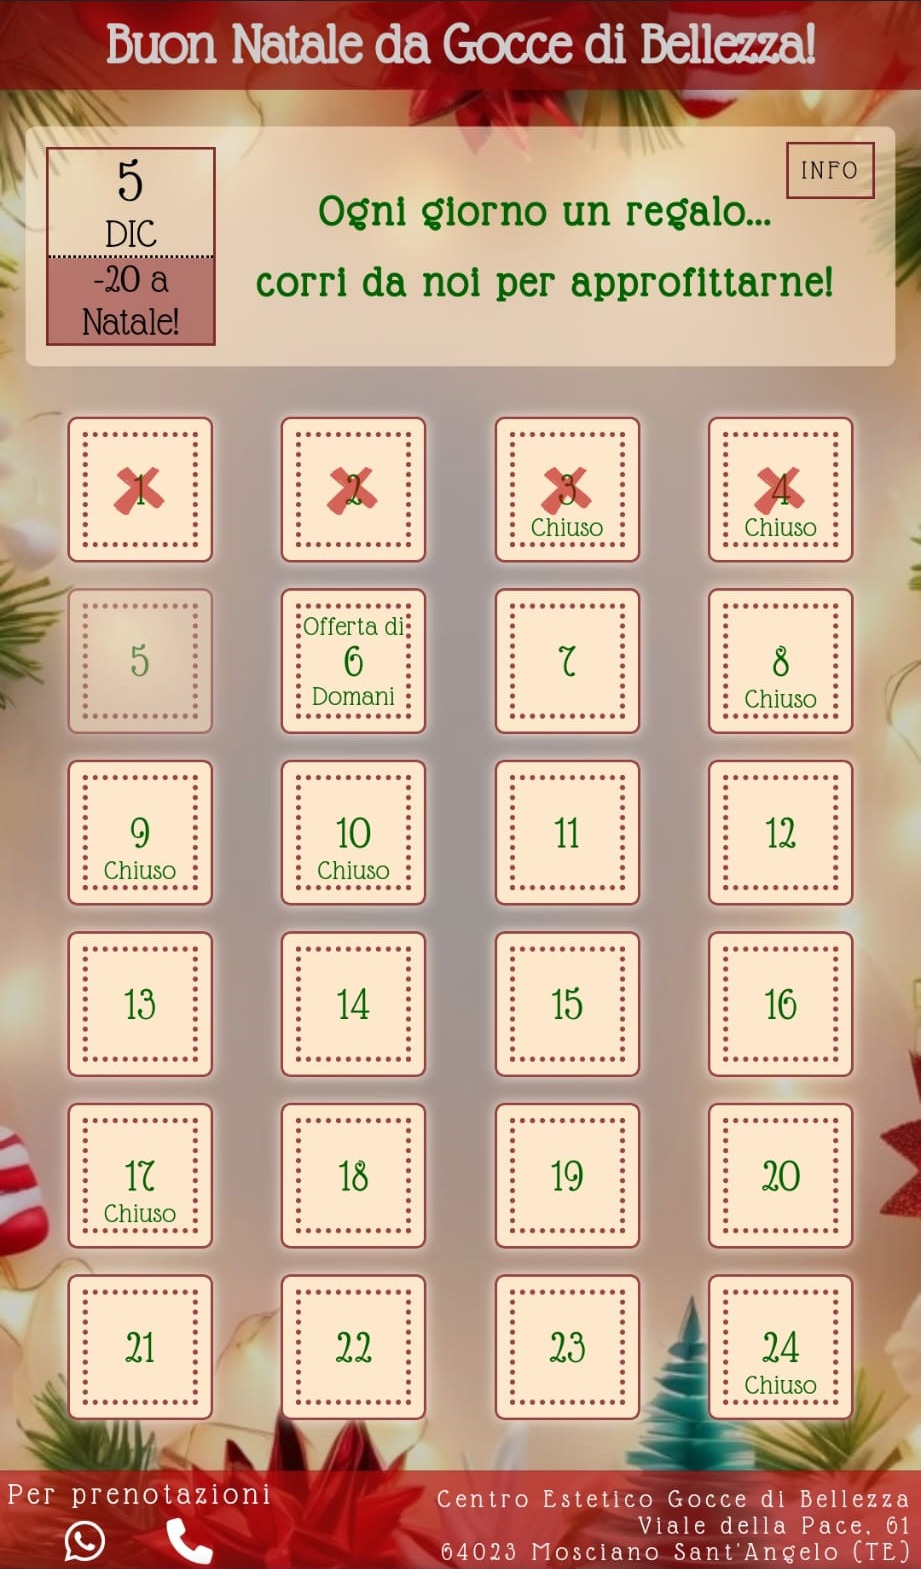 Buon Natale da Gocce di Bellezza!
5
DIC
-20 a
Natale!
INFO
Ogni giorno un regalo...
corri da noi per approfittarne!
1
2
3
Chiuso
4
Chiuso
5
Offerta di
6
Domani
7
8
Chiuso
9
Chiuso
10
Chiuso
11
12
13
14
15
16
17
Chiuso
18
19
20
21
22
23
24
Chiuso
Per prenotazioni
Centro Estetico Gocce di Bellezza
Viale della Pace, 61
64023 Mosciano Sant'Angelo (TE)